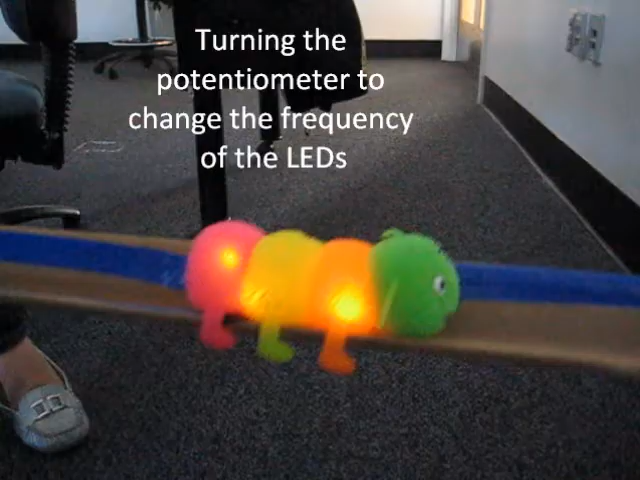 Turning the
potentiometer to
change the frequency
of the LEDs